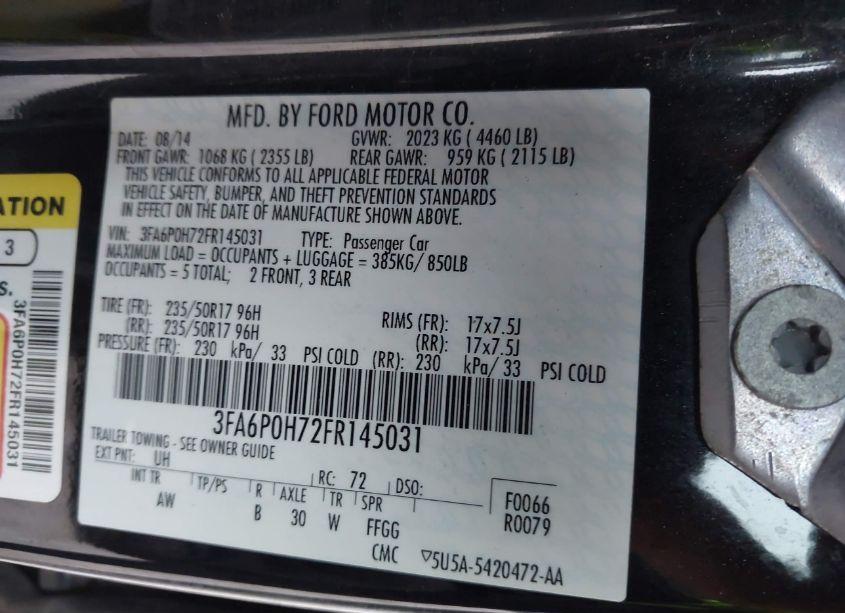 MFD. BY FORD MOTOR CO.
DATE: 08/14 GVWR: 2023 KG ( 4460 LB)
FRONT GAWR: 1068 KG ( 2355 LB) REAR GAWR: 959 KG ( 2115 LB)
THIS VEHICLE CONFORMS TO ALL APPLICABLE FEDERAL MOTOR
VEHICLE SAFETY, BUMPER, AND THEFT PREVENTION STANDARDS
IN EFFECT ON THE DATE OF MANUFACTURE SHOWN ABOVE.
VIN: 3FA6P0H72FR145031 TYPE: Passenger Car
MAXIMUM LOAD = OCCUPANTS + LUGGAGE = 385KG/ 850LB
OCCUPANTS = 5 TOTAL; 2 FRONT, 3 REAR
TIRE (FR): 235/50R17 96H RIMS (FR): 17x7.5J
(RR): 235/50R17 96H (RR): 17x7.5J
PRESSURE (FR): 230 kPa/ 33 PSI COLD (RR): 230 kPa/ 33 PSI COLD
3FA6P0H72FR145031
TRAILER TOWING - SEE OWNER GUIDE
EXT PNT: UH RC: 72 DSO: F0066
INT TR TP/PS R AXLE TR SPR R0079
AW B 30 W FFGG
CMC ▽5U5A-5420472-AA
ATION
3
S.
3FA6P0H72FR145031